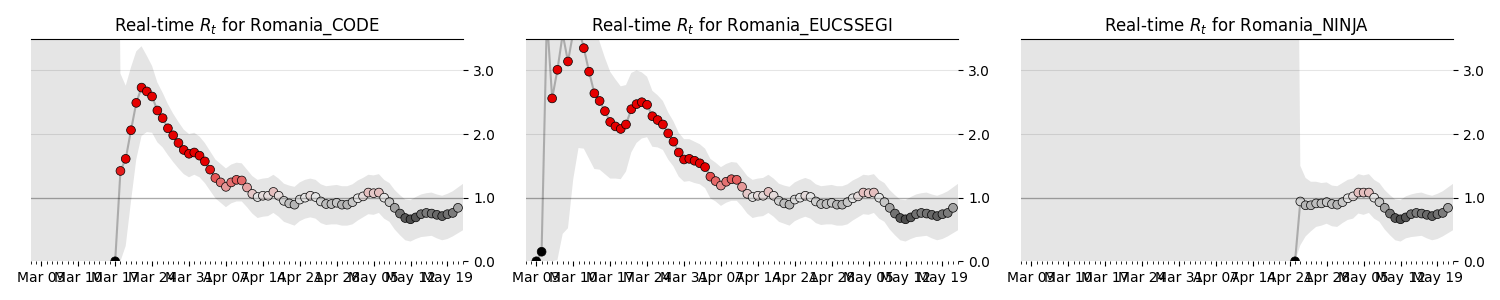 Real-time Rt for Romania_CODE
3.0
2.0
1.0
0.0
Mar 03 Mar 10 Mar 17 Mar 24 Mar 31 Apr 07 Apr 14 Apr 21 Apr 28 May 05 May 12 May 19
Real-time Rt for Romania_EUCSSEGI
3.0
2.0
1.0
0.0
Mar 03 Mar 10 Mar 17 Mar 24 Mar 31 Apr 07 Apr 14 Apr 21 Apr 28 May 05 May 12 May 19
Real-time Rt for Romania_NINJA
3.0
2.0
1.0
0.0
Mar 03 Mar 10 Mar 17 Mar 24 Mar 31 Apr 07 Apr 14 Apr 21 Apr 28 May 05 May 12 May 19